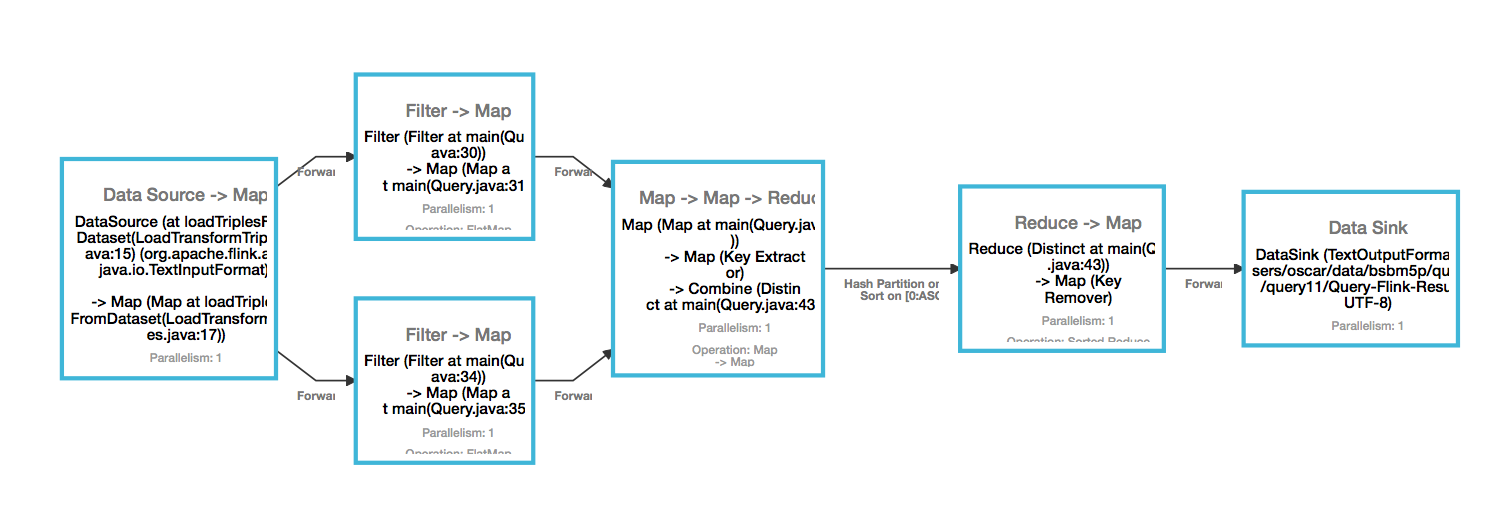 Data Source -> Map
DataSource (at loadTriplesF
Dataset(LoadTransformTrip
ava:15) (org.apache.flink.a
java.io.TextInputFormat)
-> Map (Map at loadTriple
FromDataset(LoadTransform
es.java:17))
Parallelism: 1
Forwar
Forwar
Filter -> Map
Filter (Filter at main(Qu
ava:30))
-> Map (Map a
t main(Query.java:31
Parallelism: 1
Operation: FlatMap
Filter -> Map
Filter (Filter at main(Qu
ava:34))
-> Map (Map a
t main(Query.java:35
Parallelism: 1
Operation: FlatMap
Forwar
Forwar
Map -> Map -> Reduc
Map (Map at main(Query.jav
))
-> Map (Key Extract
or)
-> Combine (Distin
ct at main(Query.java:43
Parallelism: 1
Operation: Map
-> Map
Hash Partition on
Sort on [0:ASC
Reduce -> Map
Reduce (Distinct at main(Q
.java:43))
-> Map (Key
Remover)
Parallelism: 1
Operation: Sorted Reduce
Forwar
Data Sink
DataSink (TextOutputForma
sers/oscar/data/bsbm5p/qu
/query11/Query-Flink-Resu
UTF-8)
Parallelism: 1